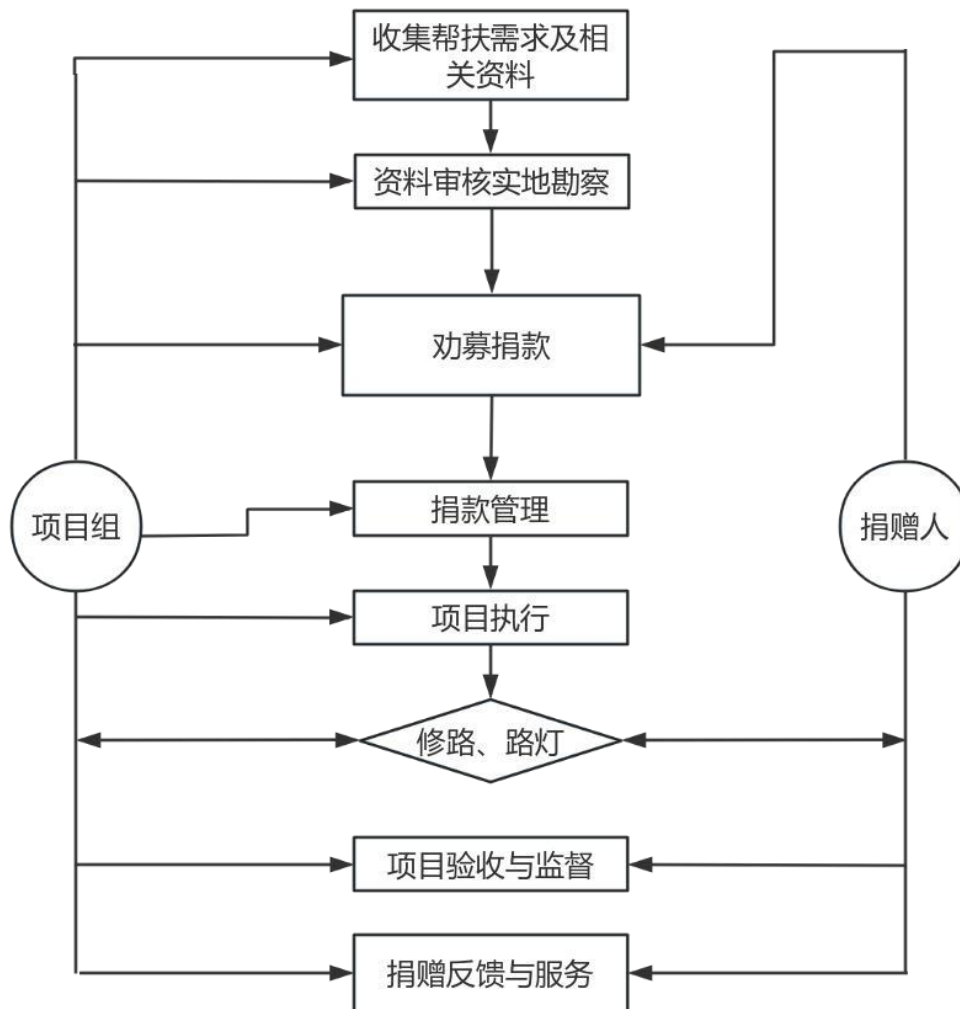 收集帮扶需求及相
关资料
资料审核实地勘察
劝募捐款
项目组
捐款管理
捐赠人
项目执行
修路、路灯
项目验收与监督
捐赠反馈与服务